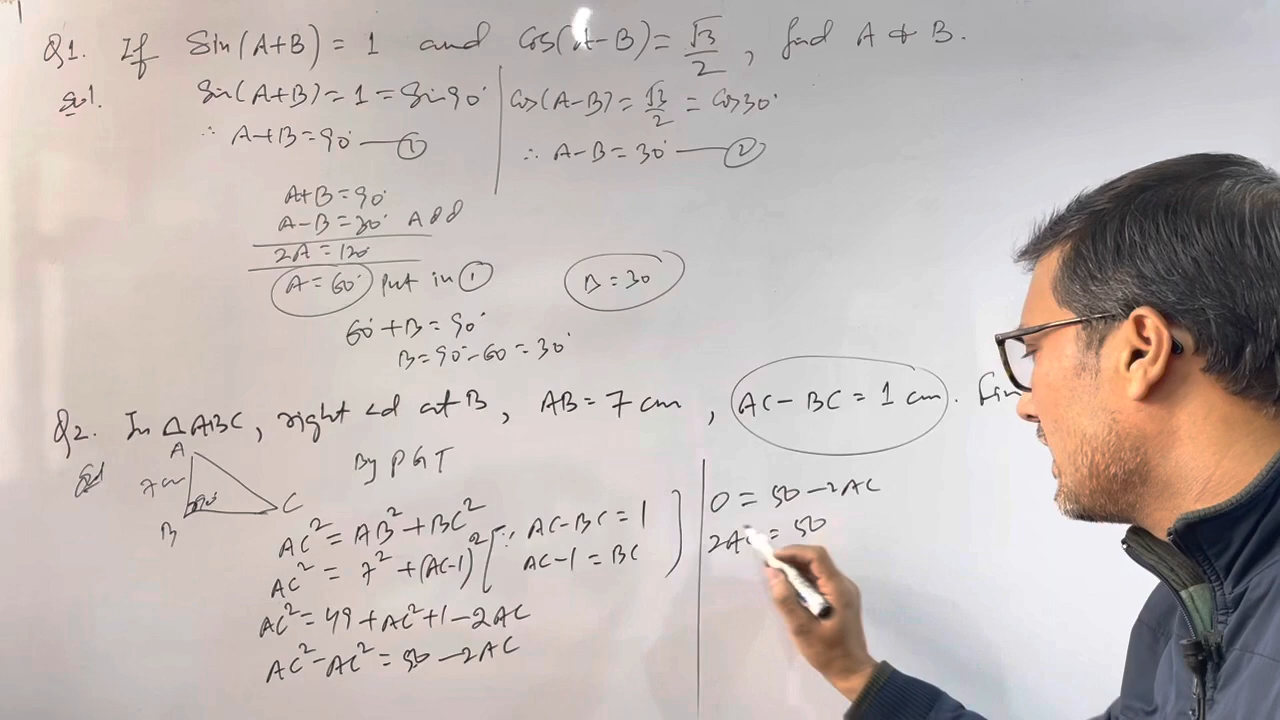 Q1. If Sin(A+B) = 1 and Cos(A-B) = √3/2, find A & B.
Sol. Sin(A+B) = 1 = Sin90°
∴ A+B = 90° — ①
Cos(A-B) = √3/2 = Cos30°
∴ A-B = 30° — ②
A+B = 90°
A-B = 30° Add
2A = 120°
A = 60° Put in ①
B = 30
60° + B = 90°
B = 90° - 60 = 30°
Q2. In △ABC, right ∠d at B, AB = 7 cm, AC - BC = 1 cm.
Sol
A
7cm
90°
B
C
By PGT
AC² = AB² + BC²
AC² = 7² + (AC-1)² [∵ AC-BC = 1
AC-1 = BC]
AC² = 49 + AC² + 1 - 2AC
AC² - AC² = 50 - 2AC
0 = 50 - 2AC
2AC = 50